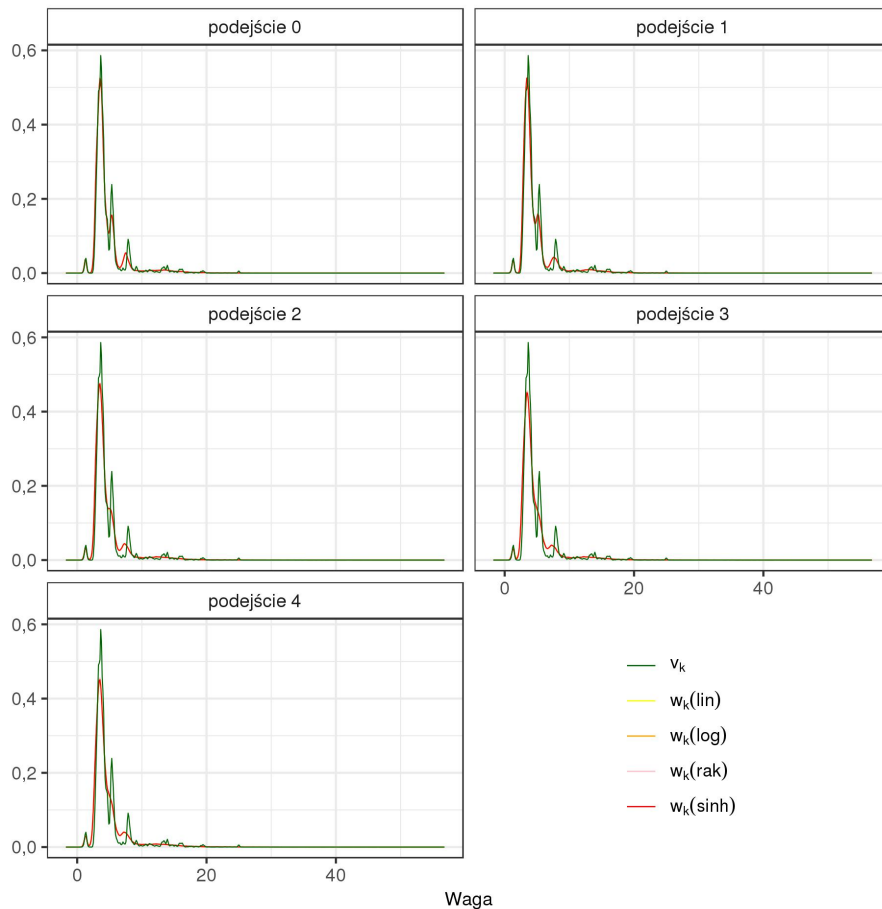 podejście 0
podejście 1
0,6
0,4
0,2
0,0
podejście 2
podejście 3
0,6
0,4
0,2
0,0
0 20 40
podejście 4
0,6
0,4
0,2
0,0
0 20 40
vk
wk(lin)
wk(log)
wk(rak)
wk(sinh)
Waga